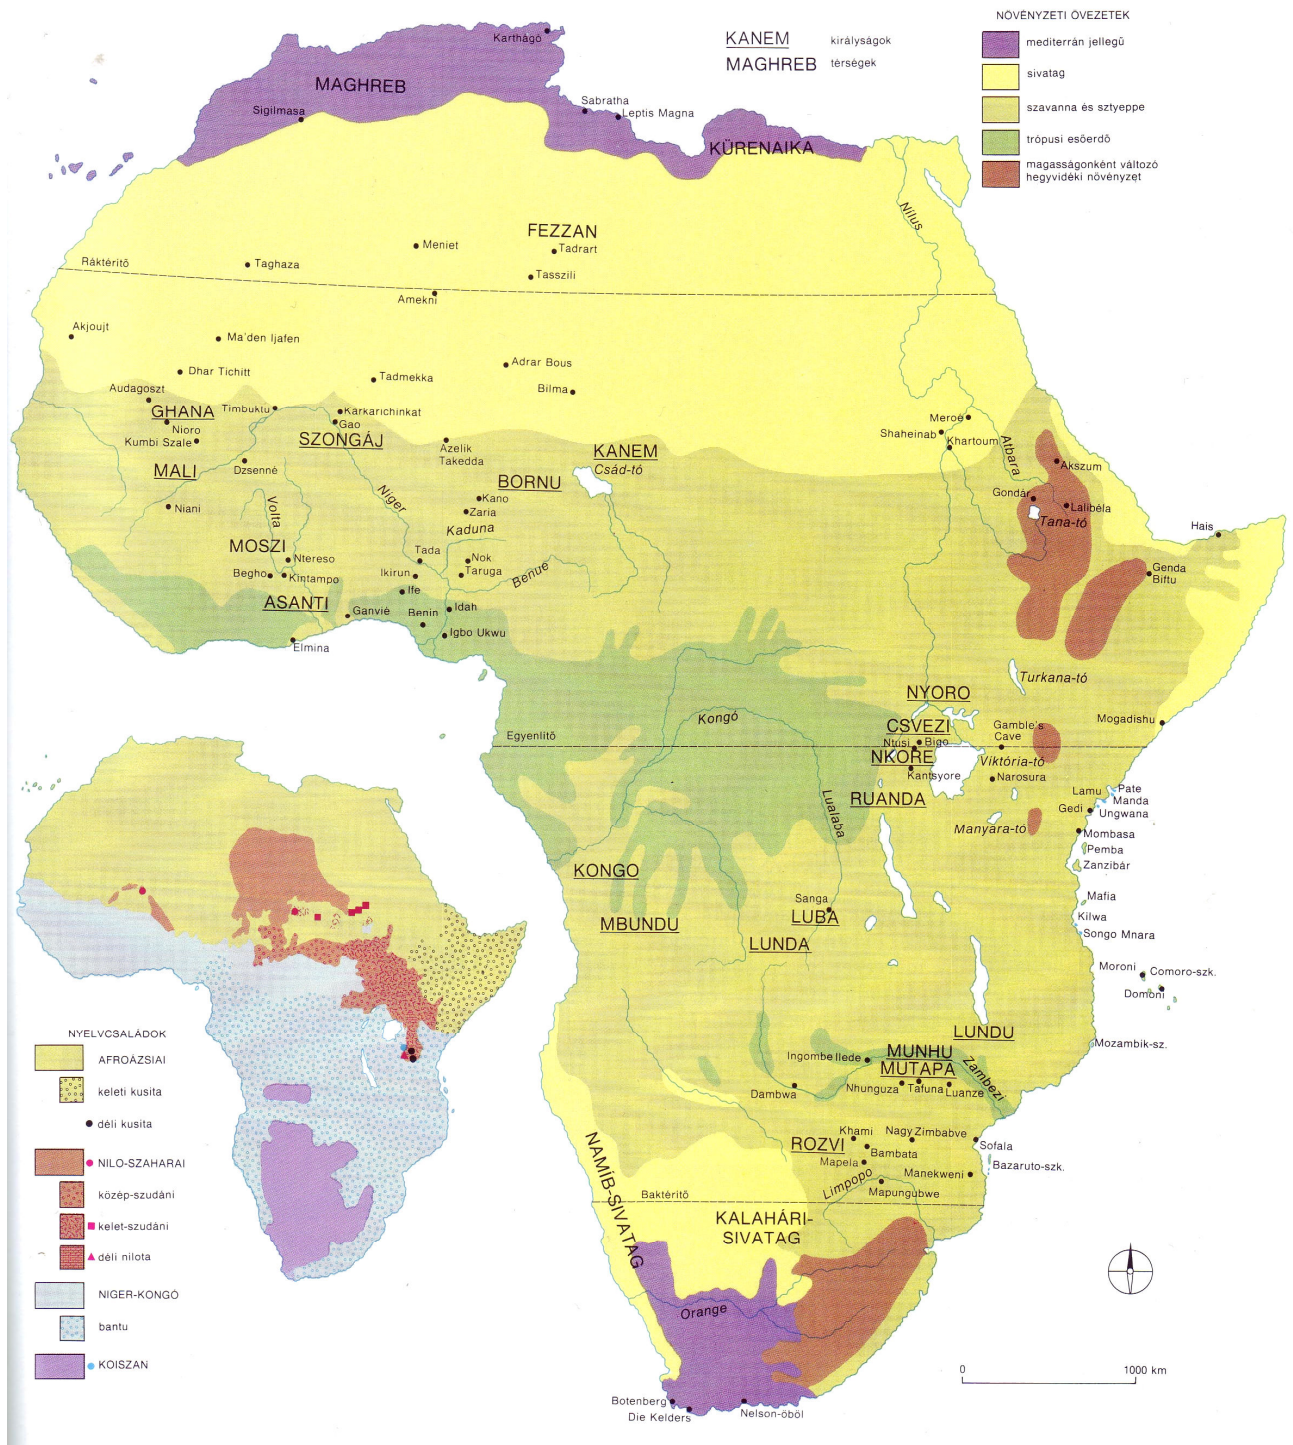 NÖVÉNYZETI ÖVEZETEK
mediterrán jellegű
sivatag
szavanna és sztyeppe
trópusi esőerdő
magasságonként változó
hegyvidéki növényzet
KANEM királyságok
MAGHREB térségek
Karthágó
MAGHREB
Sigilmasa
Sabratha
Leptis Magna
KÜRENAIKA
Nílus
FEZZAN
Meniet
Tadrart
Taghaza
Tasszili
Ráktérítő
Amekni
Akjoujt
Ma'den Ijafen
Dhar Tichitt
Tadmekka
Adrar Bous
Bilma
Audagoszt
GHANA
Timbuktu
Karkarichinkat
Gao
Nioro
Kumbi Szale
SZONGÁJ
Azelik
Takedda
KANEM
Csád-tó
MALI
Dzsenné
BORNU
Meroé
Shaheinab
Khartoum
Atbara
Akszum
Gondár
Lalibéla
Tana-tó
Hais
Genda
Biftu
Niani
Volta
Niger
Kano
Zaria
Kaduna
MOSZI
Ntereso
Tada
Nok
Begho
Kintampo
Ikirun
Taruga
Benue
ASANTI
Ife
Ganvié
Benin
Idah
Igbo Ukwu
Elmina
Turkana-tó
NYORO
Kongó
CSVEZI
Gamble's
Cave
Mogadishu
Egyenlítő
Ntusi
Bigo
NKORE
Viktória-tó
Kantsyore
Narosura
RUANDA
Lualaba
Manyara-tó
Lamu
Pate
Manda
Gedi
Ungwana
Mombasa
Pemba
Zanzibár
Mafia
Kilwa
Songo Mnara
KONGO
Sanga
LUBA
MBUNDU
LUNDA
Moroni
Comoro-szk.
Domoni
LUNDU
Mozambik-sz.
Ingombe Ilede
MUNHU
MUTAPA
Zambezi
Dambwa
Nhunguza
Tafuna
Luanze
Khami
Nagy Zimbabve
ROZVI
Bambata
Sofala
Mapela
Manekweni
Bazaruto-szk.
Limpopo
Mapungubwe
NAMÍB-SIVATAG
Baktérítő
KALAHÁRI-
SIVATAG
Orange
Botenberg
Die Kelders
Nelson-öböl
0 1000 km
NYELVCSALÁDOK
AFROÁZSIAI
keleti kusita
déli kusita
NILO-SZAHARAI
közép-szudáni
kelet-szudáni
déli nilota
NIGER-KONGÓ
bantu
KOISZAN